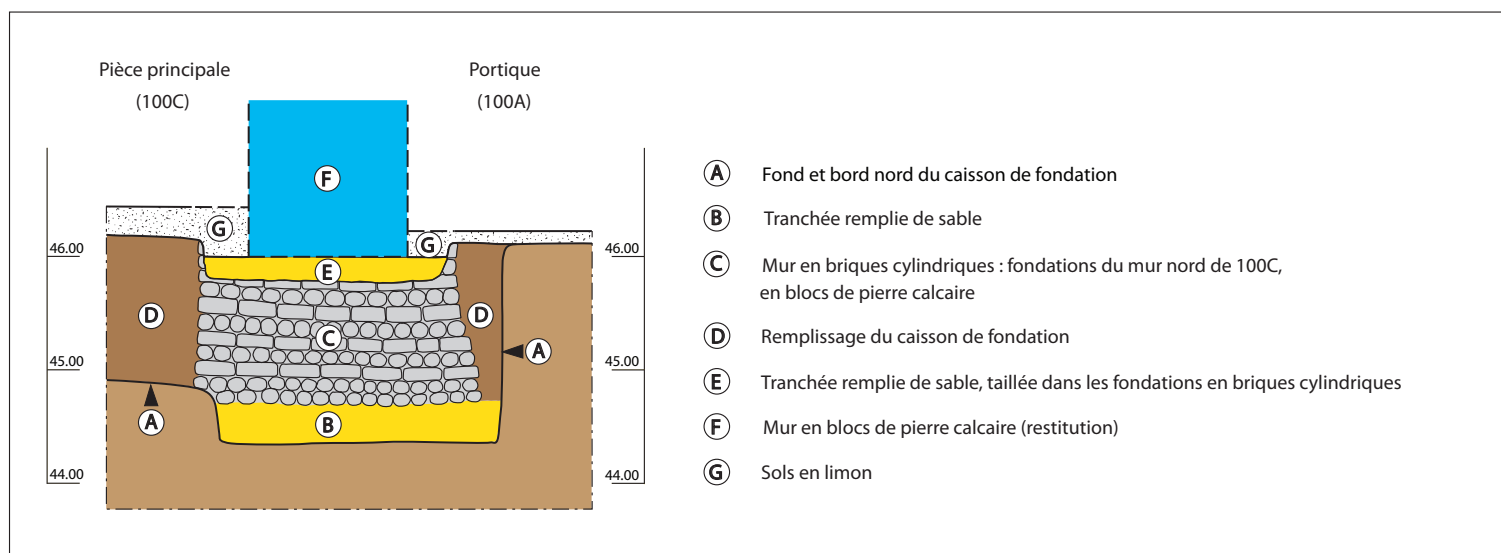 Pièce principale
(100C)
Portique
(100A)
F
G
G
46.00
46.00
E
D
C
D
45.00
45.00
A
A
B
44.00
44.00
A Fond et bord nord du caisson de fondation
B Tranchée remplie de sable
C Mur en briques cylindriques : fondations du mur nord de 100C,
en blocs de pierre calcaire
D Remplissage du caisson de fondation
E Tranchée remplie de sable, taillée dans les fondations en briques cylindriques
F Mur en blocs de pierre calcaire (restitution)
G Sols en limon